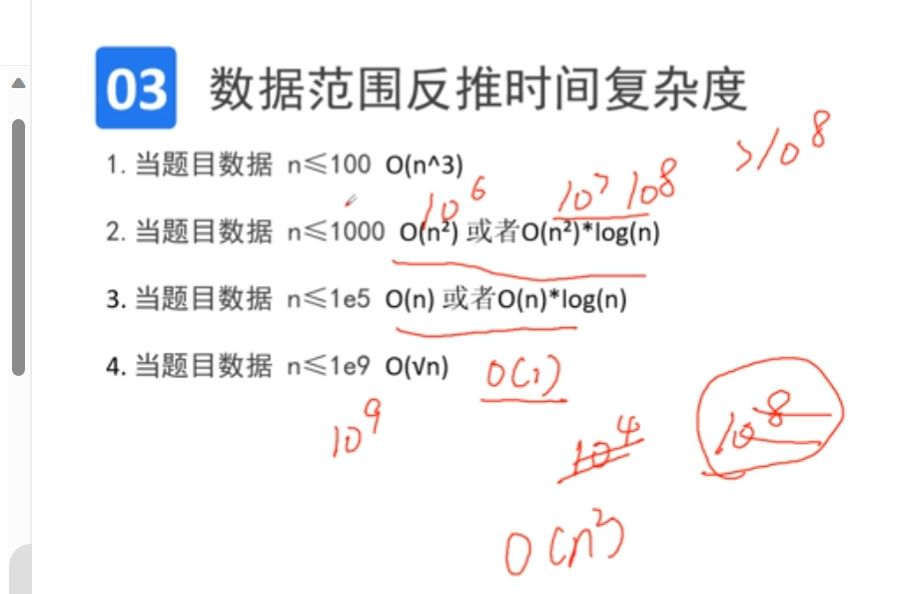 03 数据范围反推时间复杂度
>10^8
1. 当题目数据 n≤100 O(n^3)
10^6 10^7 10^8
2. 当题目数据 n≤1000 O(n²) 或者O(n²)*log(n)
3. 当题目数据 n≤1e5 O(n) 或者O(n)*log(n)
4. 当题目数据 n≤1e9 O(√n) O(1)
10^9 10^4 10^8
O(n²)